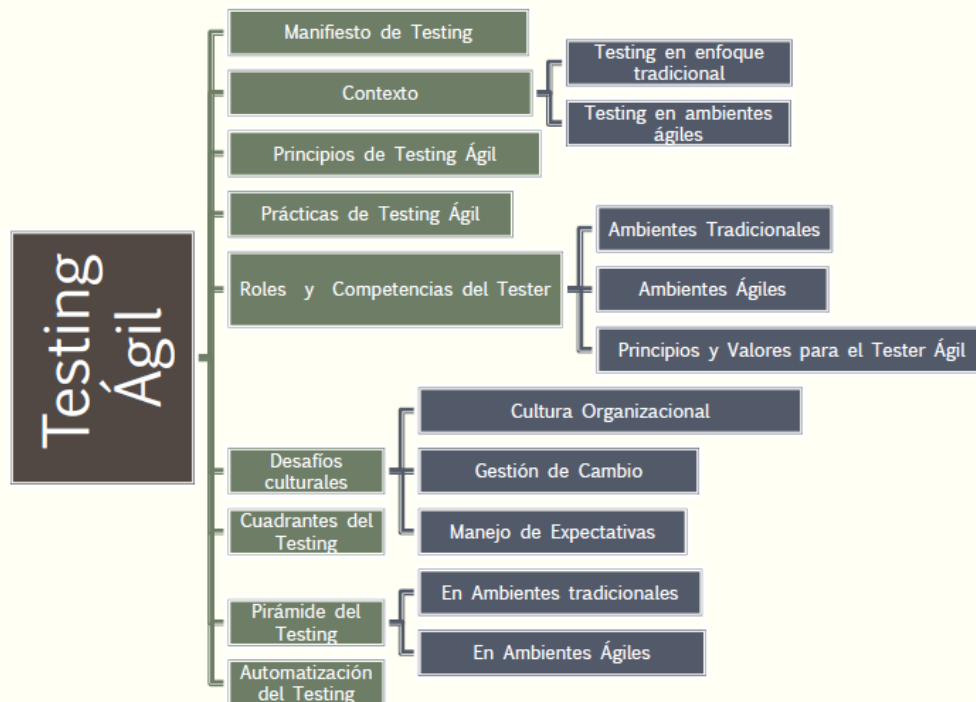 Testing
Ágil
Manifiesto de Testing
Contexto
Testing en enfoque
tradicional
Testing en ambientes
ágiles
Principios de Testing Ágil
Prácticas de Testing Ágil
Roles y Competencias del Tester
Ambientes Tradicionales
Ambientes Ágiles
Principios y Valores para el Tester Ágil
Desafíos
culturales
Cultura Organizacional
Gestión de Cambio
Manejo de Expectativas
Cuadrantes del
Testing
Pirámide del
Testing
En Ambientes tradicionales
En Ambientes Ágiles
Automatización
del Testing